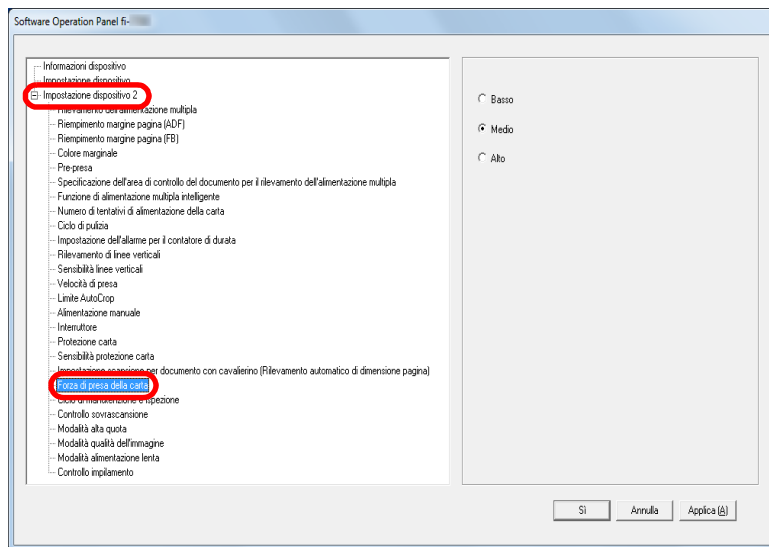 Software Operation Panel fi-
Informazioni dispositivo
Impostazione dispositivo
Impostazione dispositivo 2
Rilevamento dell'alimentazione multipla
Riempimento margine pagina (ADF)
Riempimento margine pagina (FB)
Colore marginale
Pre-presa
Specificazione dell'area di controllo del documento per il rilevamento dell'alimentazione multipla
Funzione di alimentazione multipla intelligente
Numero di tentativi di alimentazione della carta
Ciclo di pulizia
Impostazione dell'allarme per il contatore di durata
Rilevamento di linee verticali
Sensibilità linee verticali
Velocità di presa
Limite AutoCrop
Alimentazione manuale
Interruttore
Protezione carta
Sensibilità protezione carta
Impostazione scansione per documento con cavalierino (Rilevamento automatico di dimensione pagina)
Forza di presa della carta
Ciclo di manutenzione e ispezione
Controllo sovrascansione
Modalità alta quota
Modalità qualità dell'immagine
Modalità alimentazione lenta
Controllo impilamento
Basso
Medio
Alto
Sì
Annulla
Applica (A)